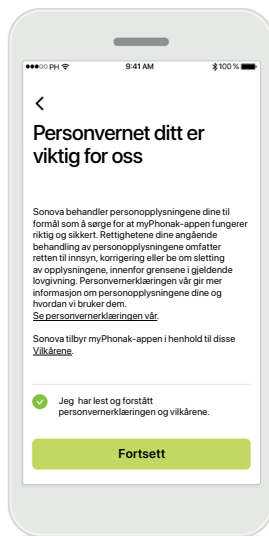 ●●●○○ PH 9:41 AM 100 %
Personvernet ditt er
viktig for oss
Sonova behandler personopplysningene dine til
formål som å sørge for at myPhonak-appen fungerer
riktig og sikkert. Rettighetene dine angående
behandling av personopplysningene omfatter
retten til innsyn, korrigering eller be om sletting
av opplysningene, innenfor grensene i gjeldende
lovgivning. Personvernerklæringen vår gir mer
informasjon om personopplysningene dine og
hvordan vi bruker dem.
Se personvernerklæringen vår.
Sonova tilbyr myPhonak-appen i henhold til disse
Vilkårene.
Jeg har lest og forstått
personvernerklæringen og vilkårene.
Fortsett